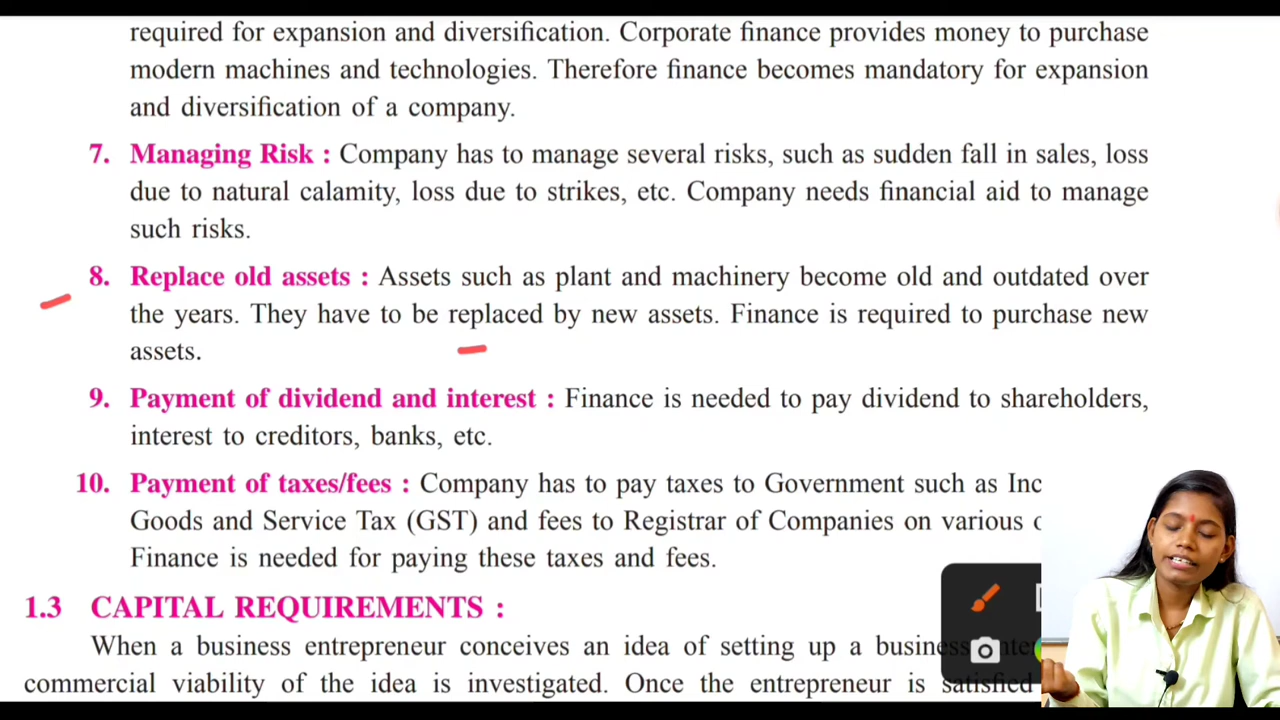 required for expansion and diversification. Corporate finance provides money to purchase
modern machines and technologies. Therefore finance becomes mandatory for expansion
and diversification of a company.
7. Managing Risk : Company has to manage several risks, such as sudden fall in sales, loss
due to natural calamity, loss due to strikes, etc. Company needs financial aid to manage
such risks.
8. Replace old assets : Assets such as plant and machinery become old and outdated over
the years. They have to be replaced by new assets. Finance is required to purchase new
assets.
9. Payment of dividend and interest : Finance is needed to pay dividend to shareholders,
interest to creditors, banks, etc.
10. Payment of taxes/fees : Company has to pay taxes to Government such as Inc
Goods and Service Tax (GST) and fees to Registrar of Companies on various
Finance is needed for paying these taxes and fees.
1.3 CAPITAL REQUIREMENTS :
When a business entrepreneur conceives an idea of setting up a business
commercial viability of the idea is investigated. Once the entrepreneur is satisfied